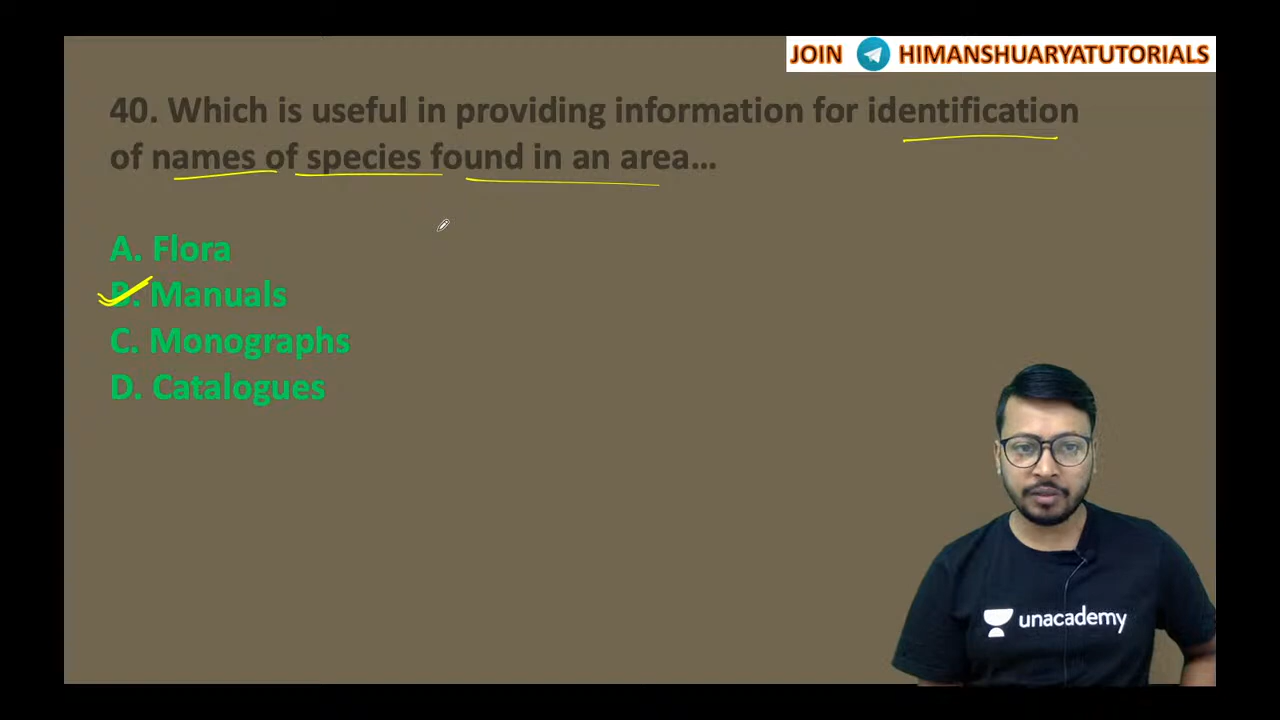 JOIN HIMANSHUARYATUTORIALS
40. Which is useful in providing information for identification
of names of species found in an area...
A. Flora
B. Manuals
C. Monographs
D. Catalogues
unacademy